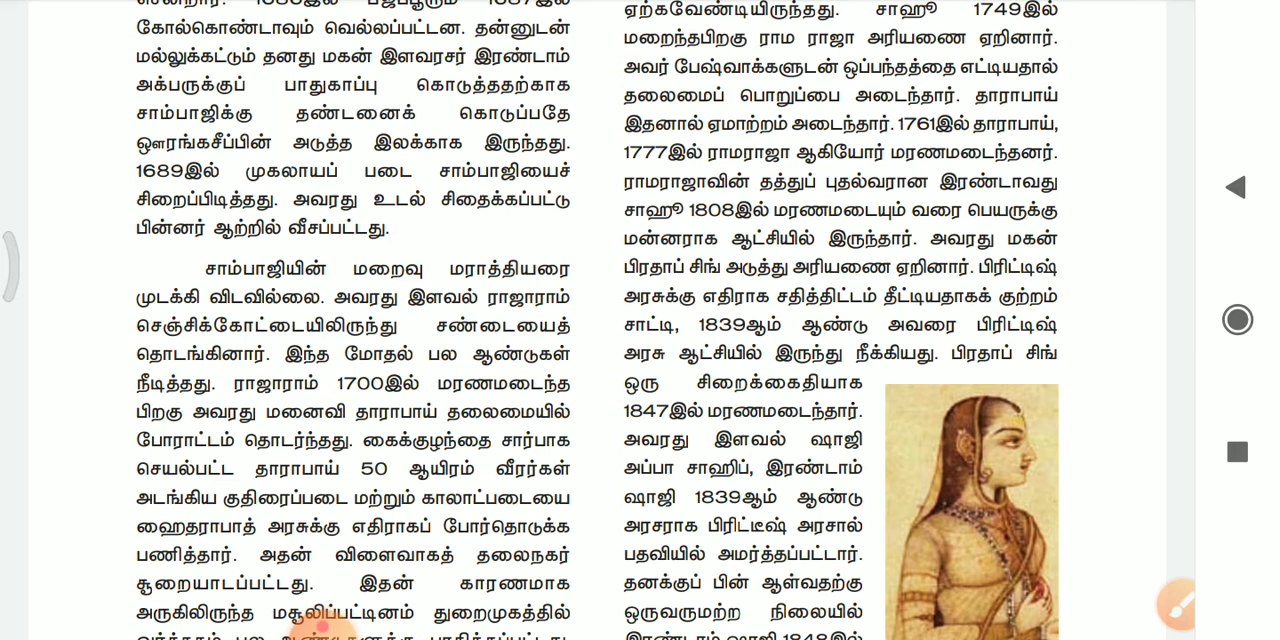 சென்றார். 1686இல் பிஜப்பூரும் 1687இல்
கோல்கொண்டாவும் வெல்லப்பட்டன. தன்னுடன்
மல்லுக்கட்டும் தனது மகன் இளவரசர் இரண்டாம்
அக்பருக்குப் பாதுகாப்பு கொடுத்ததற்காக
சாம்பாஜிக்கு தண்டனைக் கொடுப்பதே
ஔரங்கசீப்பின் அடுத்த இலக்காக இருந்தது.
1689இல் முகலாயப் படை சாம்பாஜியைச்
சிறைப்பிடித்தது. அவரது உடல் சிதைக்கப்பட்டு
பின்னர் ஆற்றில் வீசப்பட்டது.
சாம்பாஜியின் மறைவு மராத்தியரை
முடக்கி விடவில்லை. அவரது இளவல் ராஜாராம்
செஞ்சிக்கோட்டையிலிருந்து சண்டையைத்
தொடங்கினார். இந்த மோதல் பல ஆண்டுகள்
நீடித்தது. ராஜாராம் 1700இல் மரணமடைந்த
பிறகு அவரது மனைவி தாராபாய் தலைமையில்
போராட்டம் தொடர்ந்தது. கைக்குழந்தை சார்பாக
செயல்பட்ட தாராபாய் 50 ஆயிரம் வீரர்கள்
அடங்கிய குதிரைப்படை மற்றும் காலாட்படையை
ஹைதராபாத் அரசுக்கு எதிராகப் போர்தொடுக்க
பணித்தார். அதன் விளைவாகத் தலைநகர்
சூறையாடப்பட்டது. இதன் காரணமாக
அருகிலிருந்த மசூலிப்பட்டினம் துறைமுகத்தில்
ஏற்கவேண்டியிருந்தது. சாஹூ 1749இல்
மறைந்தபிறகு ராம ராஜா அரியணை ஏறினார்.
அவர் பேஷ்வாக்களுடன் ஒப்பந்தத்தை எட்டியதால்
தலைமைப் பொறுப்பை அடைந்தார். தாராபாய்
இதனால் ஏமாற்றம் அடைந்தார். 1761இல் தாராபாய்,
1777இல் ராமராஜா ஆகியோர் மரணமடைந்தனர்.
ராமராஜாவின் தத்துப் புதல்வரான இரண்டாவது
சாஹூ 1808இல் மரணமடையும் வரை பெயருக்கு
மன்னராக ஆட்சியில் இருந்தார். அவரது மகன்
பிரதாப் சிங் அடுத்து அரியணை ஏறினார். பிரிட்டிஷ்
அரசுக்கு எதிராக சதித்திட்டம் தீட்டியதாகக் குற்றம்
சாட்டி, 1839ஆம் ஆண்டு அவரை பிரிட்டிஷ்
அரசு ஆட்சியில் இருந்து நீக்கியது. பிரதாப் சிங்
ஒரு சிறைக்கைதியாக
1847இல் மரணமடைந்தார்.
அவரது இளவல் ஷாஜி
அப்பா சாஹிப், இரண்டாம்
ஷாஜி 1839ஆம் ஆண்டு
அரசராக பிரிட்டீஷ் அரசால்
பதவியில் அமர்த்தப்பட்டார்.
தனக்குப் பின் ஆள்வதற்கு
ஒருவருமற்ற நிலையில்
இரண்டாம் ஷாஜி 1848இல்